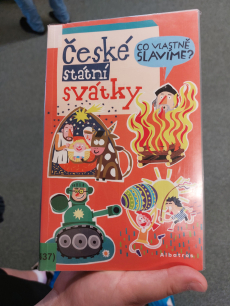 České
státní
svátky
CO VLASTNĚ
SLAVÍME?
37)
Albatros